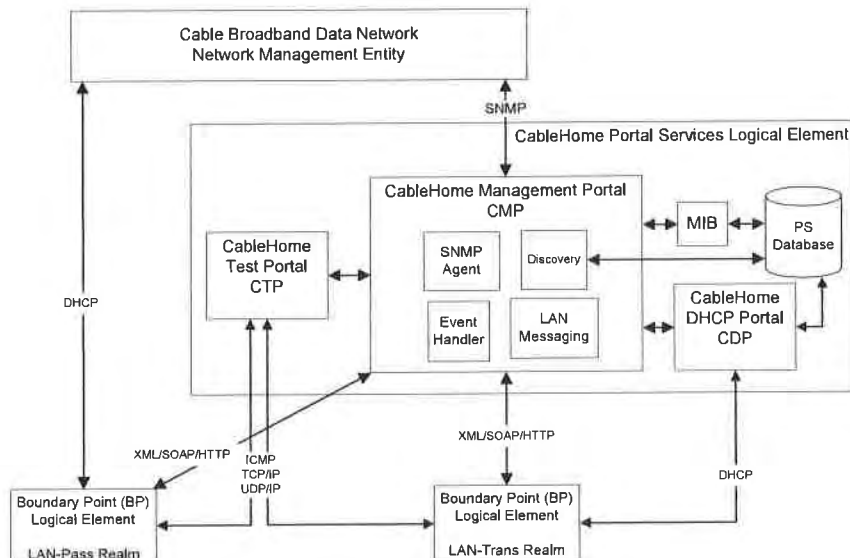 Cable Broadband Data Network
Network Management Entity
SNMP
CableHome Portal Services Logical Element
CableHome Management Portal
CMP
MIB
PS
Database
CableHome
Test Portal
CTP
SNMP
Agent
Discovery
CableHome
DHCP Portal
CDP
DHCP
Event
Handler
LAN
Messaging
XML/SOAP/HTTP
ICMP
TCP/IP
UDP/IP
XML/SOAP/HTTP
DHCP
Boundary Point (BP)
Logical Element
LAN-Pass Realm
Boundary Point (BP)
Logical Element
LAN-Trans Realm